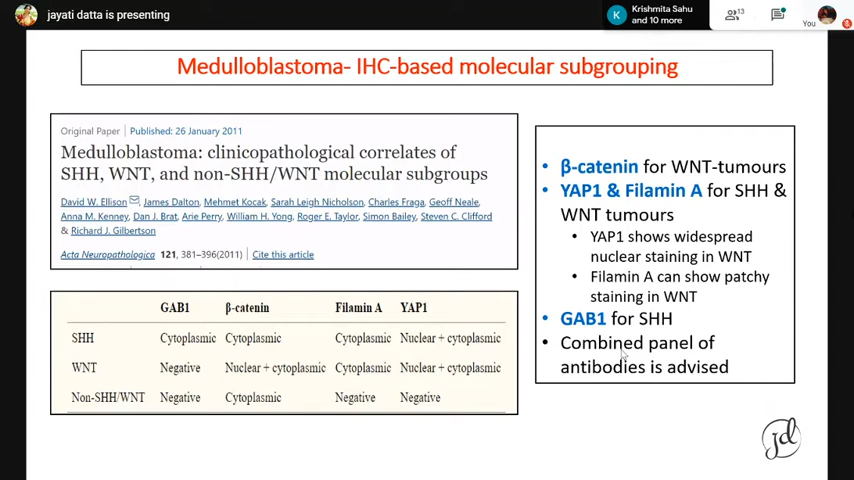 jayati datta is presenting
K
Krishmita Sahu
and 10 more
13
You
Medulloblastoma- IHC-based molecular subgrouping
Original Paper | Published: 26 January 2011
Medulloblastoma: clinicopathological correlates of
SHH, WNT, and non-SHH/WNT molecular subgroups
David W. Ellison, James Dalton, Mehmet Kocak, Sarah Leigh Nicholson, Charles Fraga, Geoff Neale,
Anna M. Kenney, Dan J. Brat, Arie Perry, William H. Yong, Roger E. Taylor, Simon Bailey, Steven C. Clifford
& Richard J. Gilbertson
Acta Neuropathologica 121, 381–396(2011) | Cite this article
GAB1 β-catenin Filamin A YAP1
SHH Cytoplasmic Cytoplasmic Cytoplasmic Nuclear + cytoplasmic
WNT Negative Nuclear + cytoplasmic Cytoplasmic Nuclear + cytoplasmic
Non-SHH/WNT Negative Cytoplasmic Negative Negative
• β-catenin for WNT-tumours
• YAP1 & Filamin A for SHH &
WNT tumours
• YAP1 shows widespread
nuclear staining in WNT
• Filamin A can show patchy
staining in WNT
• GAB1 for SHH
• Combined panel of
antibodies is advised
jd